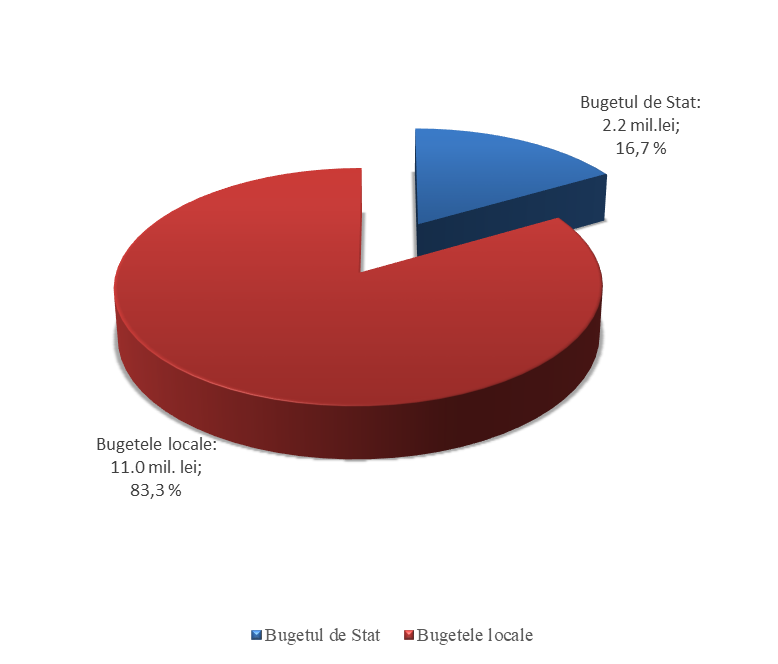 Bugetul de Stat:
2.2 mil.lei;
16,7 %
Bugetele locale:
11.0 mil. lei;
83,3 %
Bugetul de Stat Bugetele locale